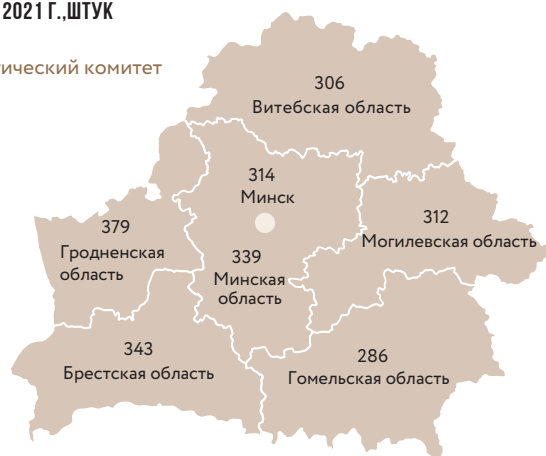 2021 Г.,ШТУК
тический комитет
306
Витебская область
314
Минск
379
Гродненская
область
312
Могилевская область
339
Минская
область
343
Брестская область
286
Гомельская область